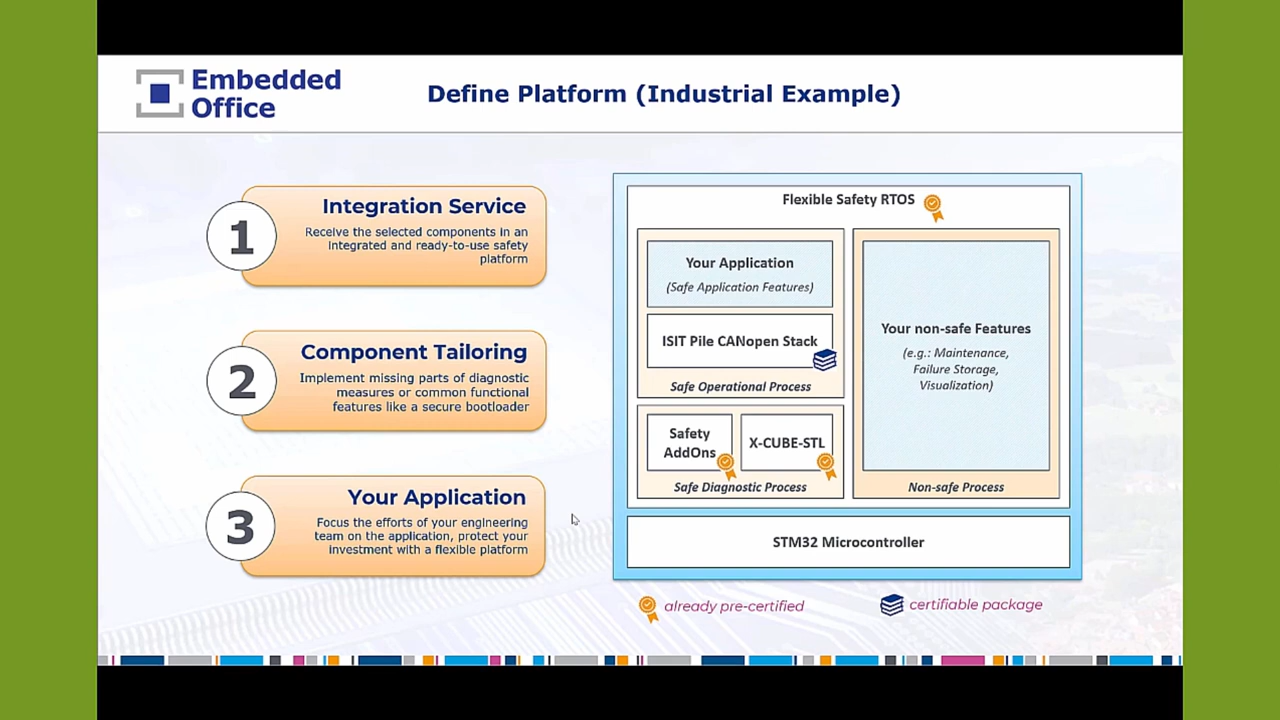 Embedded
Office
Define Platform (Industrial Example)
1
Integration Service
Receive the selected components in an
integrated and ready-to-use safety
platform
2
Component Tailoring
Implement missing parts of diagnostic
measures or common functional
features like a secure bootloader
3
Your Application
Focus the efforts of your engineering
team on the application, protect your
investment with a flexible platform
Flexible Safety RTOS
Your Application
(Safe Application Features)
ISIT Pile CANopen Stack
Safe Operational Process
Safety
AddOns
X-CUBE-STL
Safe Diagnostic Process
Your non-safe Features
(e.g.: Maintenance,
Failure Storage,
Visualization)
Non-safe Process
STM32 Microcontroller
already pre-certified
certifiable package